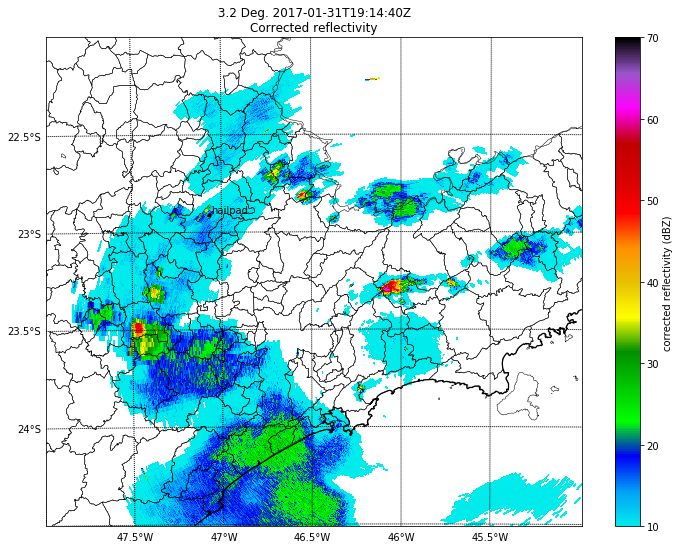 3.2 Deg. 2017-01-31T19:14:40Z
Corrected reflectivity
70
60
50
40
30
20
10
corrected reflectivity (dBZ)
22.5°S
23°S
23.5°S
24°S
hailpad
47.5°W
47°W
46.5°W
46°W
45.5°W